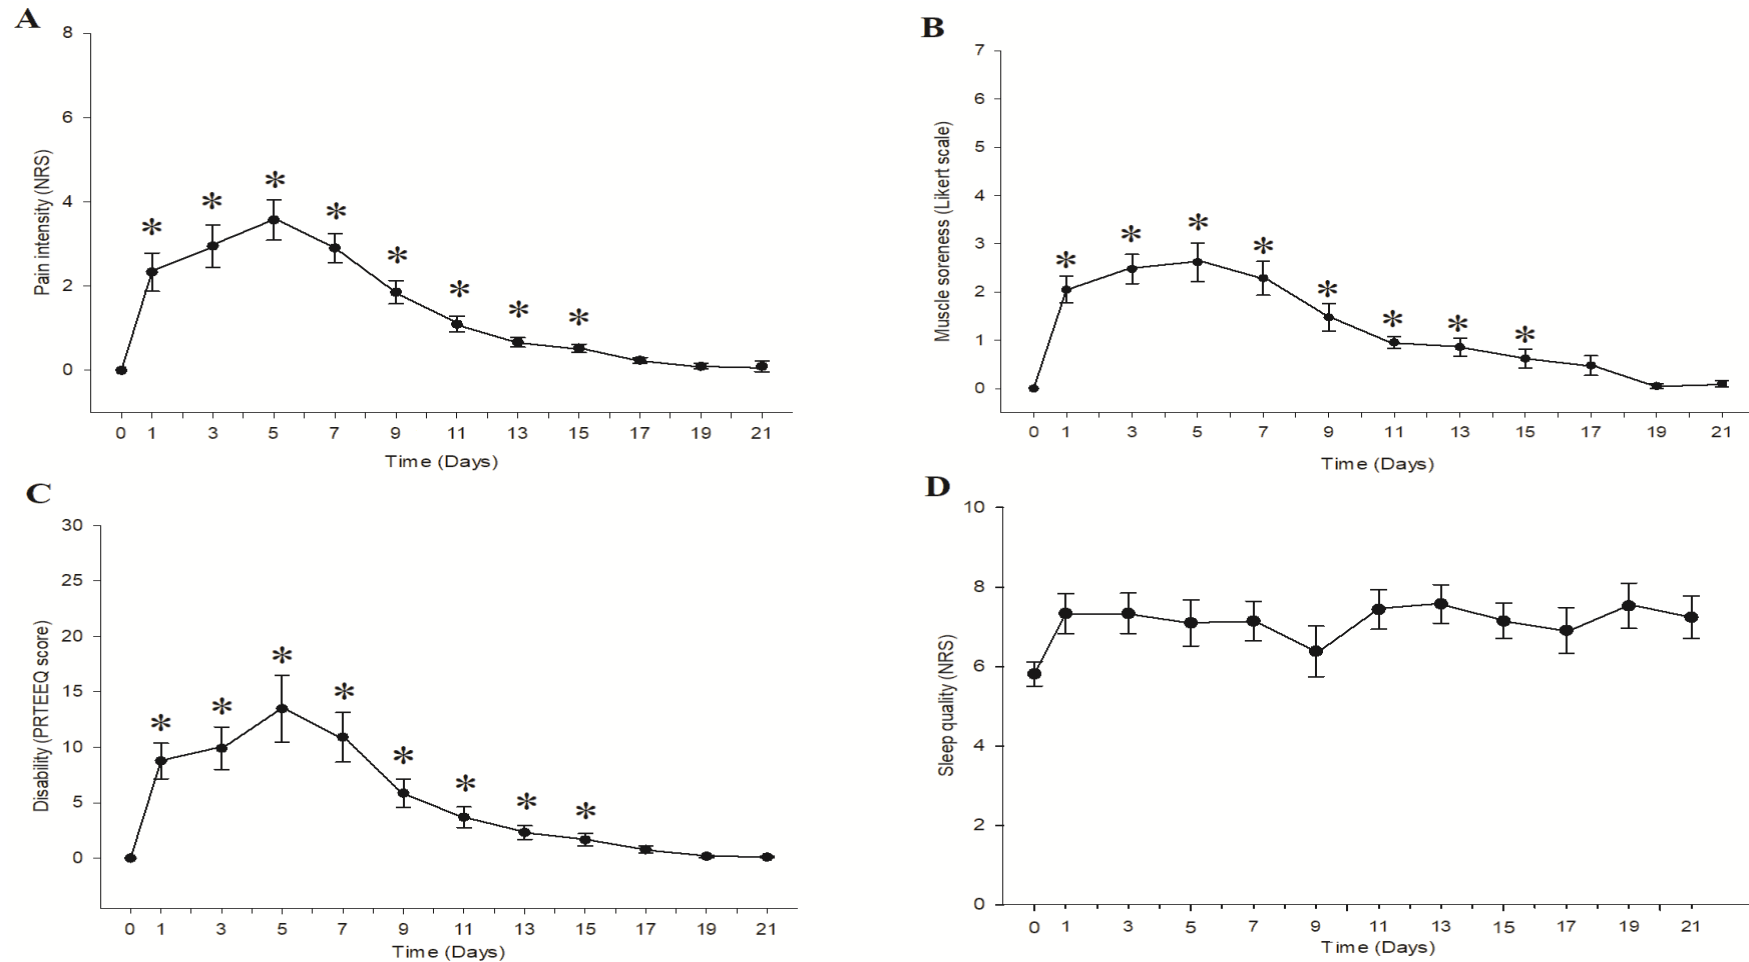 A
8
6
4
2
0
Pain intensity (NRS)
* * * * * * * *
0 1 3 5 7 9 11 13 15 17 19 21
Time (Days)
B
7
6
5
4
3
2
1
0
Muscle soreness (Likert scale)
* * * * * * * *
0 1 3 5 7 9 11 13 15 17 19 21
Time (Days)
C
30
25
20
15
10
5
0
Disability (PRTEEQ score)
* * * * * * * *
0 1 3 5 7 9 11 13 15 17 19 21
Time (Days)
D
10
8
6
4
2
0
Sleep quality (NRS)
0 1 3 5 7 9 11 13 15 17 19 21
Time (Days)